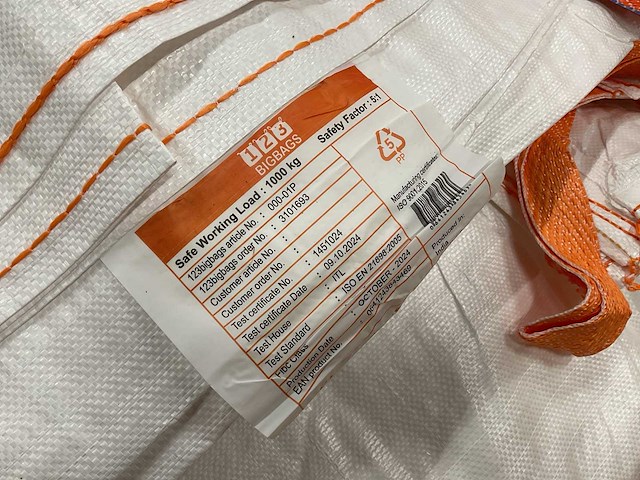 123
BIGBAGS
Safe Working Load : 1000 kg Safety Factor : 5:1
123bigbags article No. : 000-01P
123bigbags order No. : 3101693
Customer article No. :
Customer order No. :
Test certificate No. : 1451024
Test certificate Date : 09.10.2024
Test House : ITL
Test Standard : ISO EN 21898:2005
Fibc Class
Production Date : OCTOBER - 2024
EAN product No. :
5
PP
Manufacturing certificates:
ISO 9001:2015
Produced in:
India